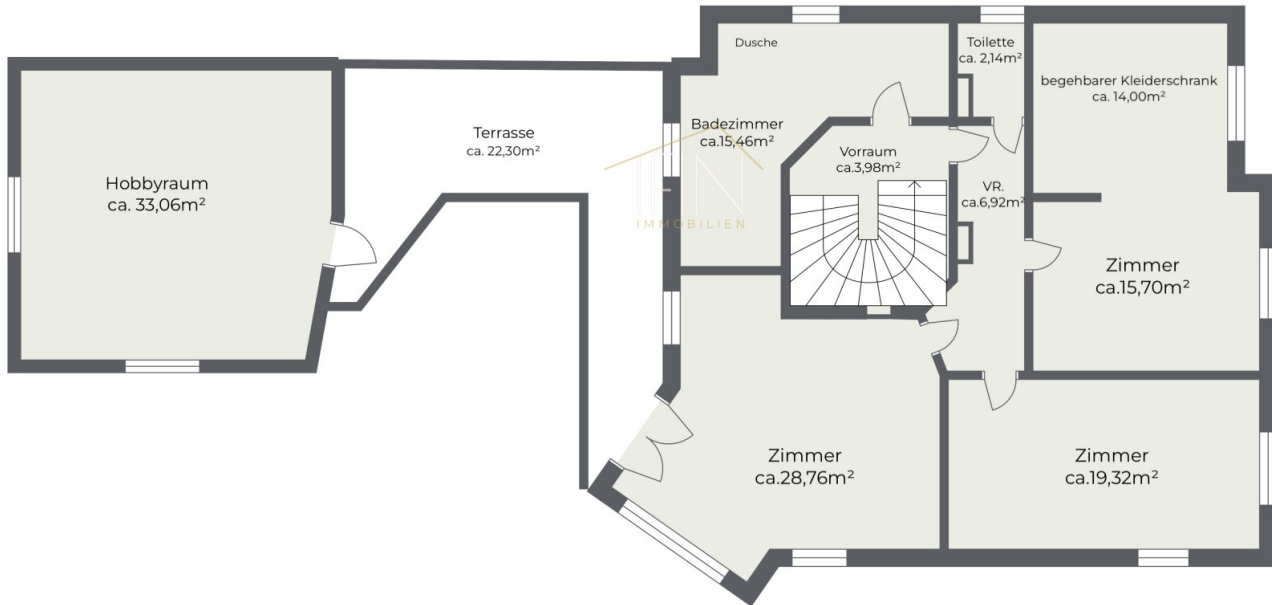 Dusche
Toilette
ca. 2,14m²
begehbarer Kleiderschrank
ca. 14,00m²
Terrasse
ca. 22,30m²
Badezimmer
ca.15,46m²
Vorraum
ca.3,98m²
Hobbyraum
ca. 33,06m²
VR.
ca.6,92m²
IMMOBILIEN
Zimmer
ca.15,70m²
Zimmer
ca.28,76m²
Zimmer
ca.19,32m²